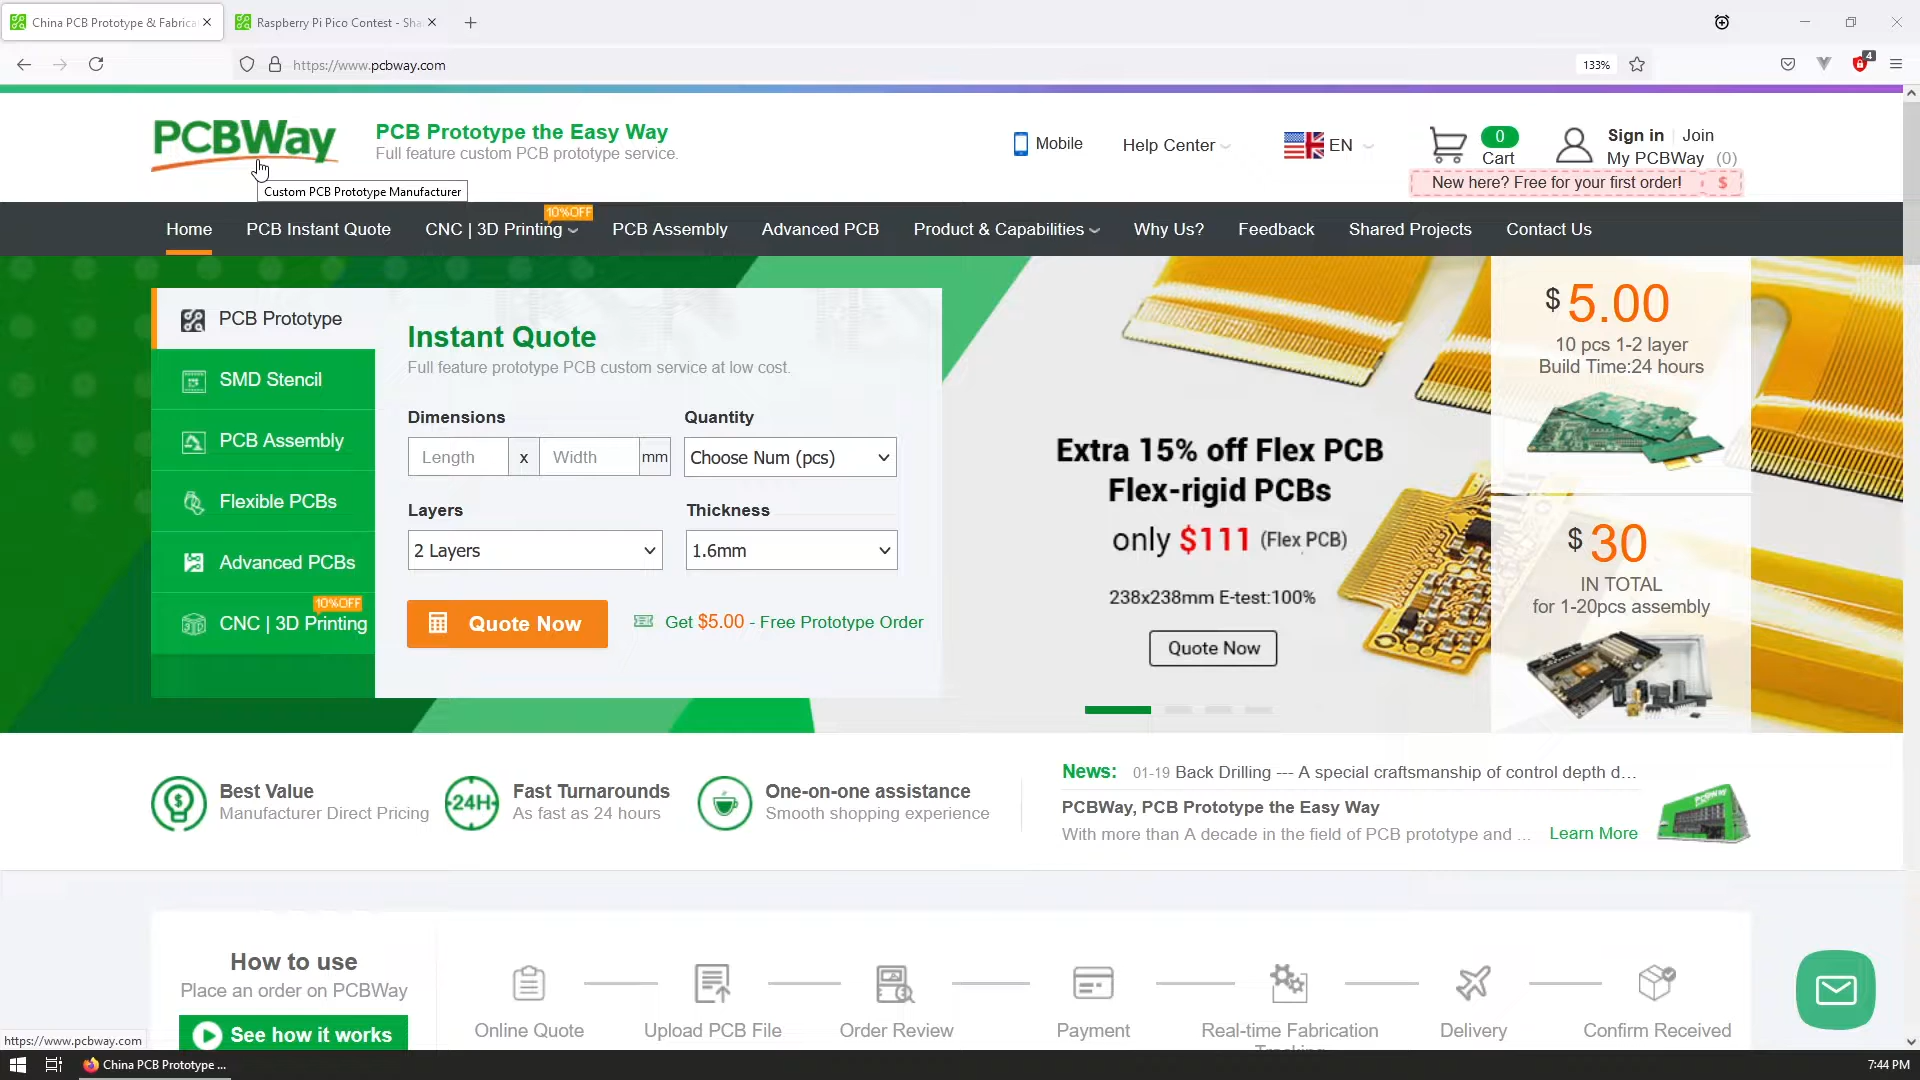 China PCB Prototype & Fabrica
Raspberry Pi Pico Contest - Sha
https://www.pcbway.com
133%
4
PCBWay
PCB Prototype the Easy Way
Full feature custom PCB prototype service.
Custom PCB Prototype Manufacturer
Mobile
Help Center
EN
0
Cart
Sign in | Join
My PCBWay (0)
New here? Free for your first order! $
Home
PCB Instant Quote
CNC | 3D Printing
10%OFF
PCB Assembly
Advanced PCB
Product & Capabilities
Why Us?
Feedback
Shared Projects
Contact Us
PCB Prototype
SMD Stencil
PCB Assembly
Flexible PCBs
Advanced PCBs
10%OFF
CNC | 3D Printing
Instant Quote
Full feature prototype PCB custom service at low cost.
Dimensions
Quantity
Length x Width mm
Choose Num (pcs)
Layers
Thickness
2 Layers
1.6mm
Quote Now
Get $5.00 - Free Prototype Order
Extra 15% off Flex PCB
Flex-rigid PCBs
only $111 (Flex PCB)
238x238mm E-test:100%
Quote Now
$ 5.00
10 pcs 1-2 layer
Build Time:24 hours
$ 30
IN TOTAL
for 1-20pcs assembly
Best Value
Manufacturer Direct Pricing
24H
Fast Turnarounds
As fast as 24 hours
One-on-one assistance
Smooth shopping experience
News: 01-19 Back Drilling --- A special craftsmanship of control depth d...
PCBWay, PCB Prototype the Easy Way
With more than A decade in the field of PCB prototype and ... Learn More
PCBWay
How to use
Place an order on PCBWay
See how it works
Online Quote
Upload PCB File
Order Review
Payment
Real-time Fabrication
Tracking
Delivery
Confirm Received
https://www.pcbway.com
China PCB Prototype ...
7:44 PM